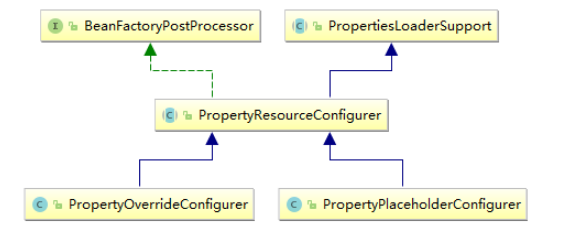 I BeanFactoryPostProcessor
C PropertiesLoaderSupport
C PropertyResourceConfigurer
C PropertyOverrideConfigurer
C PropertyPlaceholderConfigurer